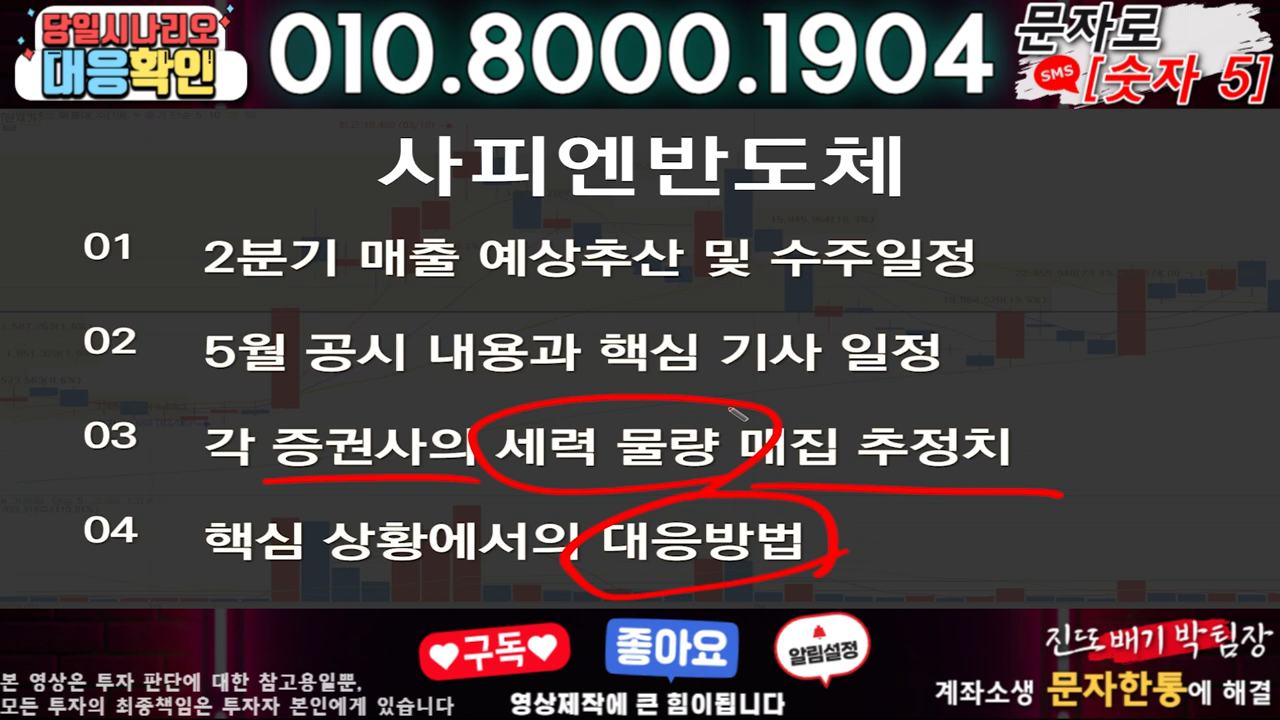 당일시나리오
대응확인
010.8000.1904
문자로
SMS
[숫자 5]
사피엔반도체
01 2분기 매출 예상추산 및 수주일정
02 5월 공시 내용과 핵심 기사 일정
03 각 증권사의 세력 물량 매집 추정치
04 핵심 상황에서의 대응방법
구독
좋아요
알림설정
영상제작에 큰 힘이됩니다
본 영상은 투자 판단에 대한 참고용일뿐,
모든 투자의 최종책임은 투자자 본인에게 있습니다
진또배기 박팀장
계좌소생 문자한통에 해결